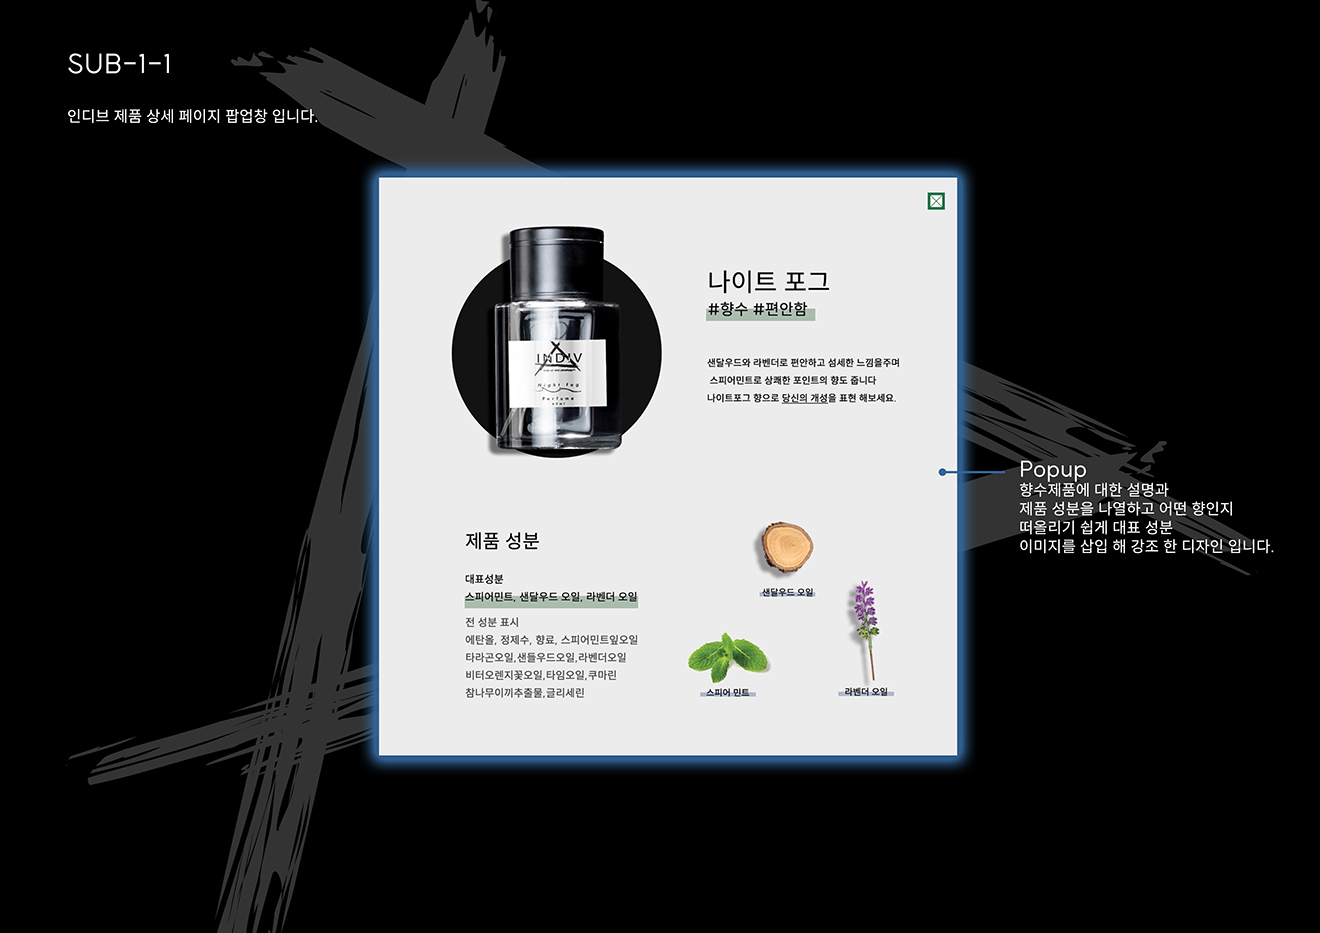 SUB-1-1
인디브 제품 상세 페이지 팝업창 입니다.
INDIV
Night fog
Perfume
나이트 포그
#향수 #편안함
샌달우드와 라벤더로 편안하고 섬세한 느낌을주며
스피어민트로 상쾌한 포인트의 향도 줍니다
나이트포그 향으로 당신의 개성을 표현 해보세요.
Popup
향수제품에 대한 설명과
제품 성분을 나열하고 어떤 향인지
떠올리기 쉽게 대표 성분
이미지를 삽입 해 강조 한 디자인 입니다.
제품 성분
대표성분
스피어민트, 샌달우드 오일, 라벤더 오일
전 성분 표시
에탄올, 정제수, 향료, 스피어민트잎오일
타라곤오일,샌들우드오일,라벤더오일
비터오렌지꽃오일,타임오일,쿠마린
참나무이끼추출물,글리세린
샌달우드 오일
스피어 민트
라벤더 오일